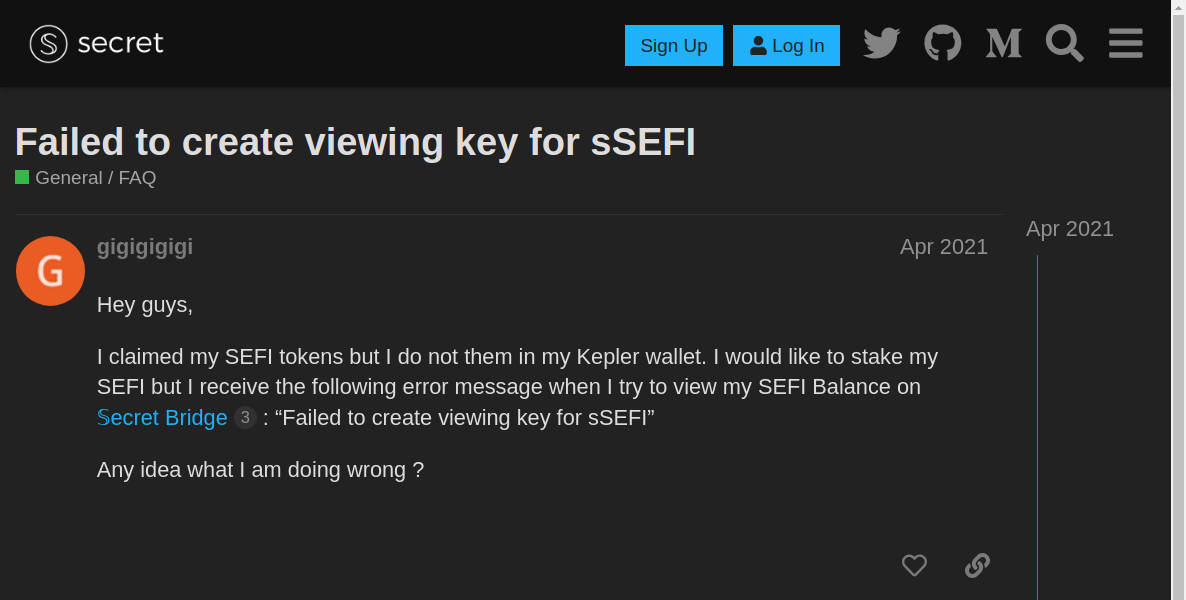 secret
Sign Up
Log In
Failed to create viewing key for sSEFI
General / FAQ
Apr 2021
gigigigigi
Apr 2021
G
Hey guys,
I claimed my SEFI tokens but I do not them in my Kepler wallet. I would like to stake my
SEFI but I receive the following error message when I try to view my SEFI Balance on
𝕊ecret Bridge 3 : “Failed to create viewing key for sSEFI”
Any idea what I am doing wrong ?